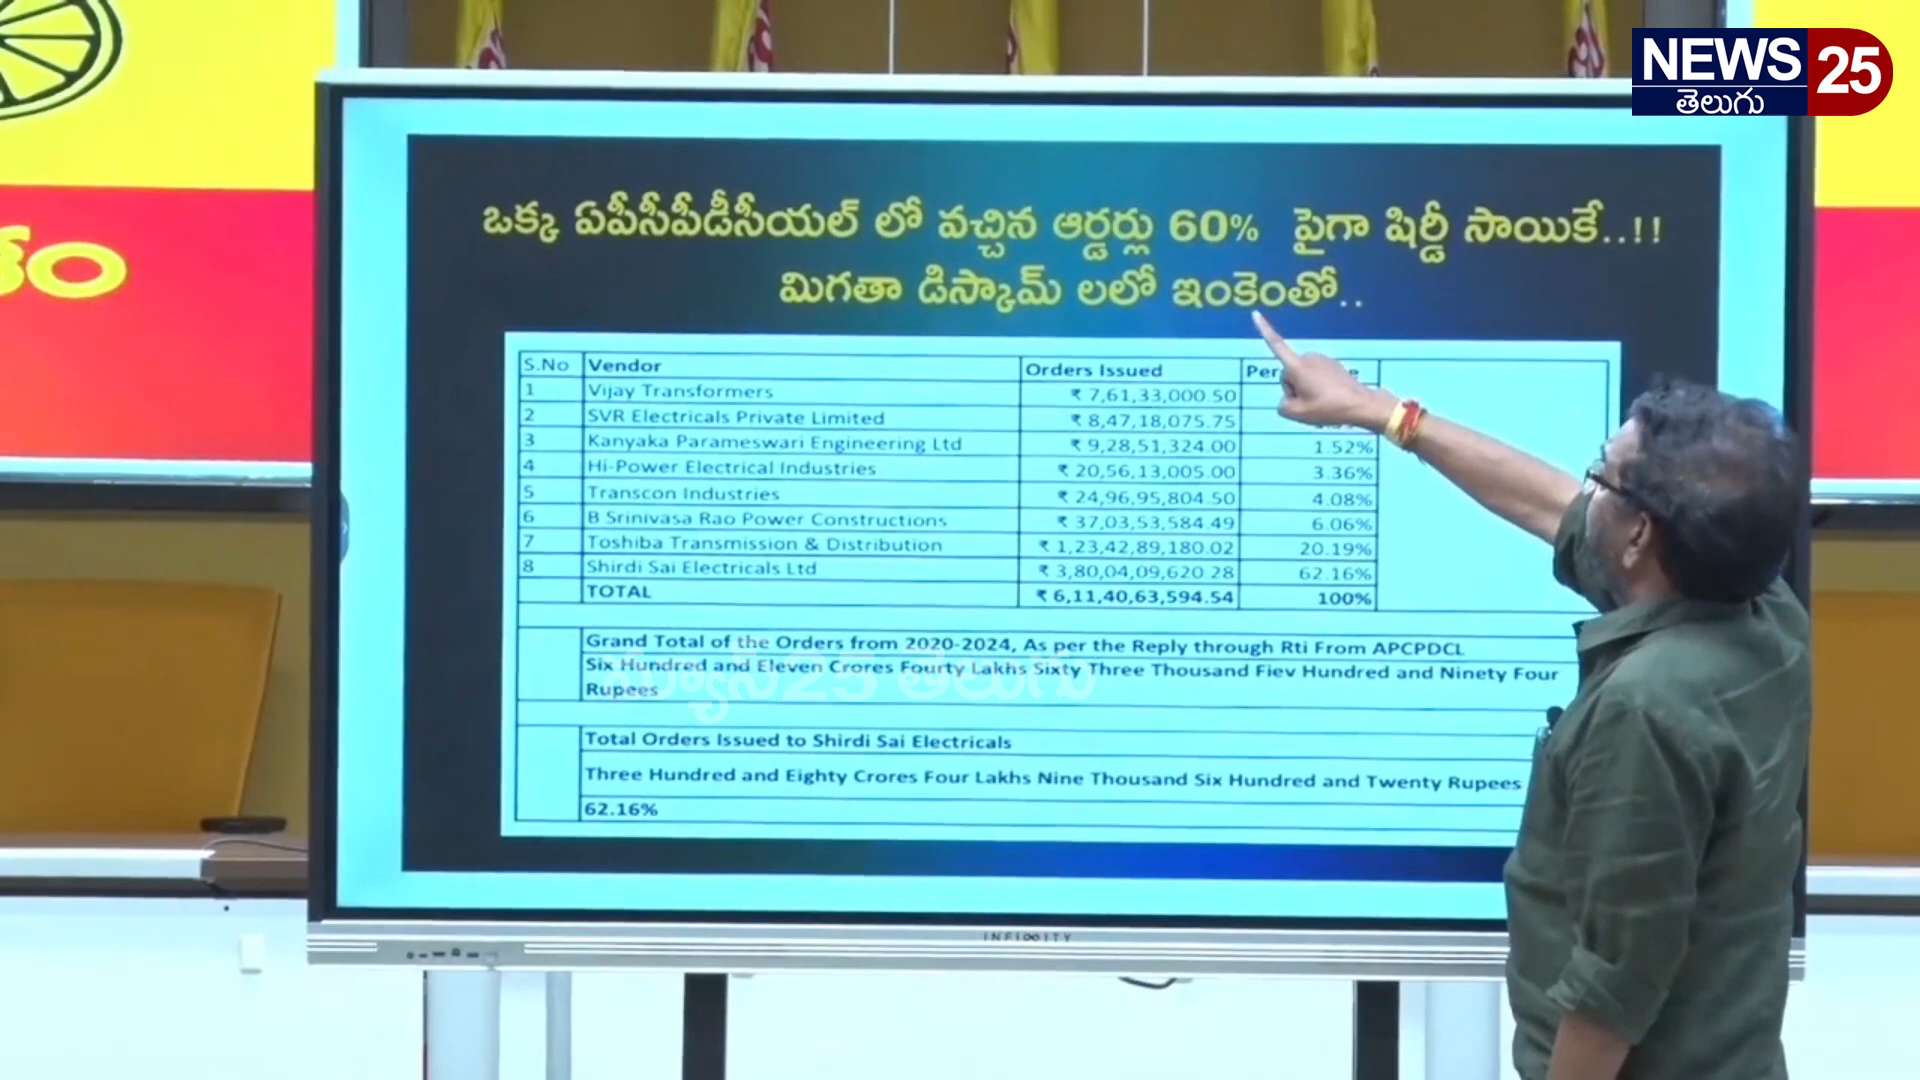 NEWS 25
తెలుగు
శం
ఒక్క ఏపీసీపీడీసీయల్ లో వచ్చిన ఆర్డర్లు 60% పైగా షిర్డీ సాయికే..!!
మిగతా డిస్కామ్ లలో ఇంకెంతో..
S.No Vendor Orders Issued
1 Vijay Transformers ₹ 7,61,33,000.50
2 SVR Electricals Private Limited ₹ 8,47,18,075.75
3 Kanyaka Parameswari Engineering Ltd ₹ 9,28,51,324.00 1.52%
4 Hi-Power Electrical Industries ₹ 20,56,13,005.00 3.36%
5 Transcon Industries ₹ 24,96,95,804.50 4.08%
6 B Srinivasa Rao Power Constructions ₹ 37,03,53,584.49 6.06%
7 Toshiba Transmission & Distribution ₹ 1,23,42,89,180.02 20.19%
8 Shirdi Sai Electricals Ltd ₹ 3,80,04,09,620.28 62.16%
TOTAL ₹ 6,11,40,63,594.54 100%
Grand Total of the Orders from 2020-2024, As per the Reply through Rti From APCPDCL
Six Hundred and Eleven Crores Fourty Lakhs Sixty Three Thousand Fiev Hundred and Ninety Four
Rupees
న్యూస్25 తెలుగు
Total Orders Issued to Shirdi Sai Electricals
Three Hundred and Eighty Crores Four Lakhs Nine Thousand Six Hundred and Twenty Rupees
62.16%
INFINITY